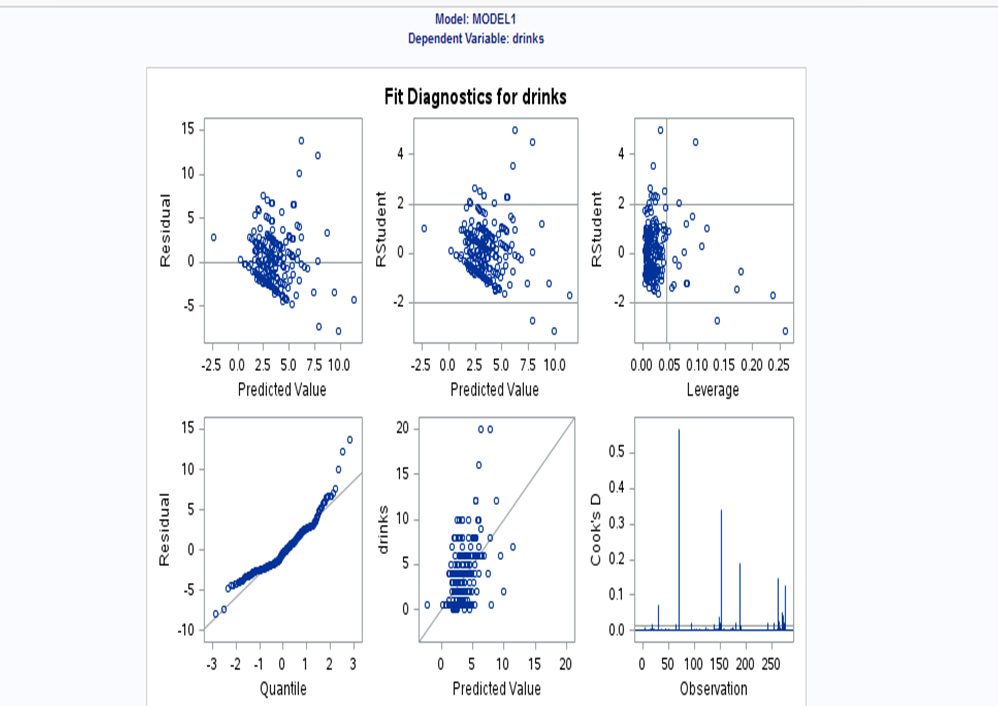 Model: MODEL1
Dependent Variable: drinks
Fit Diagnostics for drinks
15
10
5
0
-5
Residual
-2.5 0.0 2.5 5.0 7.5 10.0
Predicted Value
4
2
0
-2
RStudent
-2.5 0.0 2.5 5.0 7.5 10.0
Predicted Value
4
2
0
-2
RStudent
0.00 0.05 0.10 0.15 0.20 0.25
Leverage
15
10
5
0
-5
-10
Residual
-3 -2 -1 0 1 2 3
Quantile
20
15
10
5
0
drinks
0 5 10 15 20
Predicted Value
0.5
0.4
0.3
0.2
0.1
0.0
Cook's D
0 50 100 150 200 250
Observation